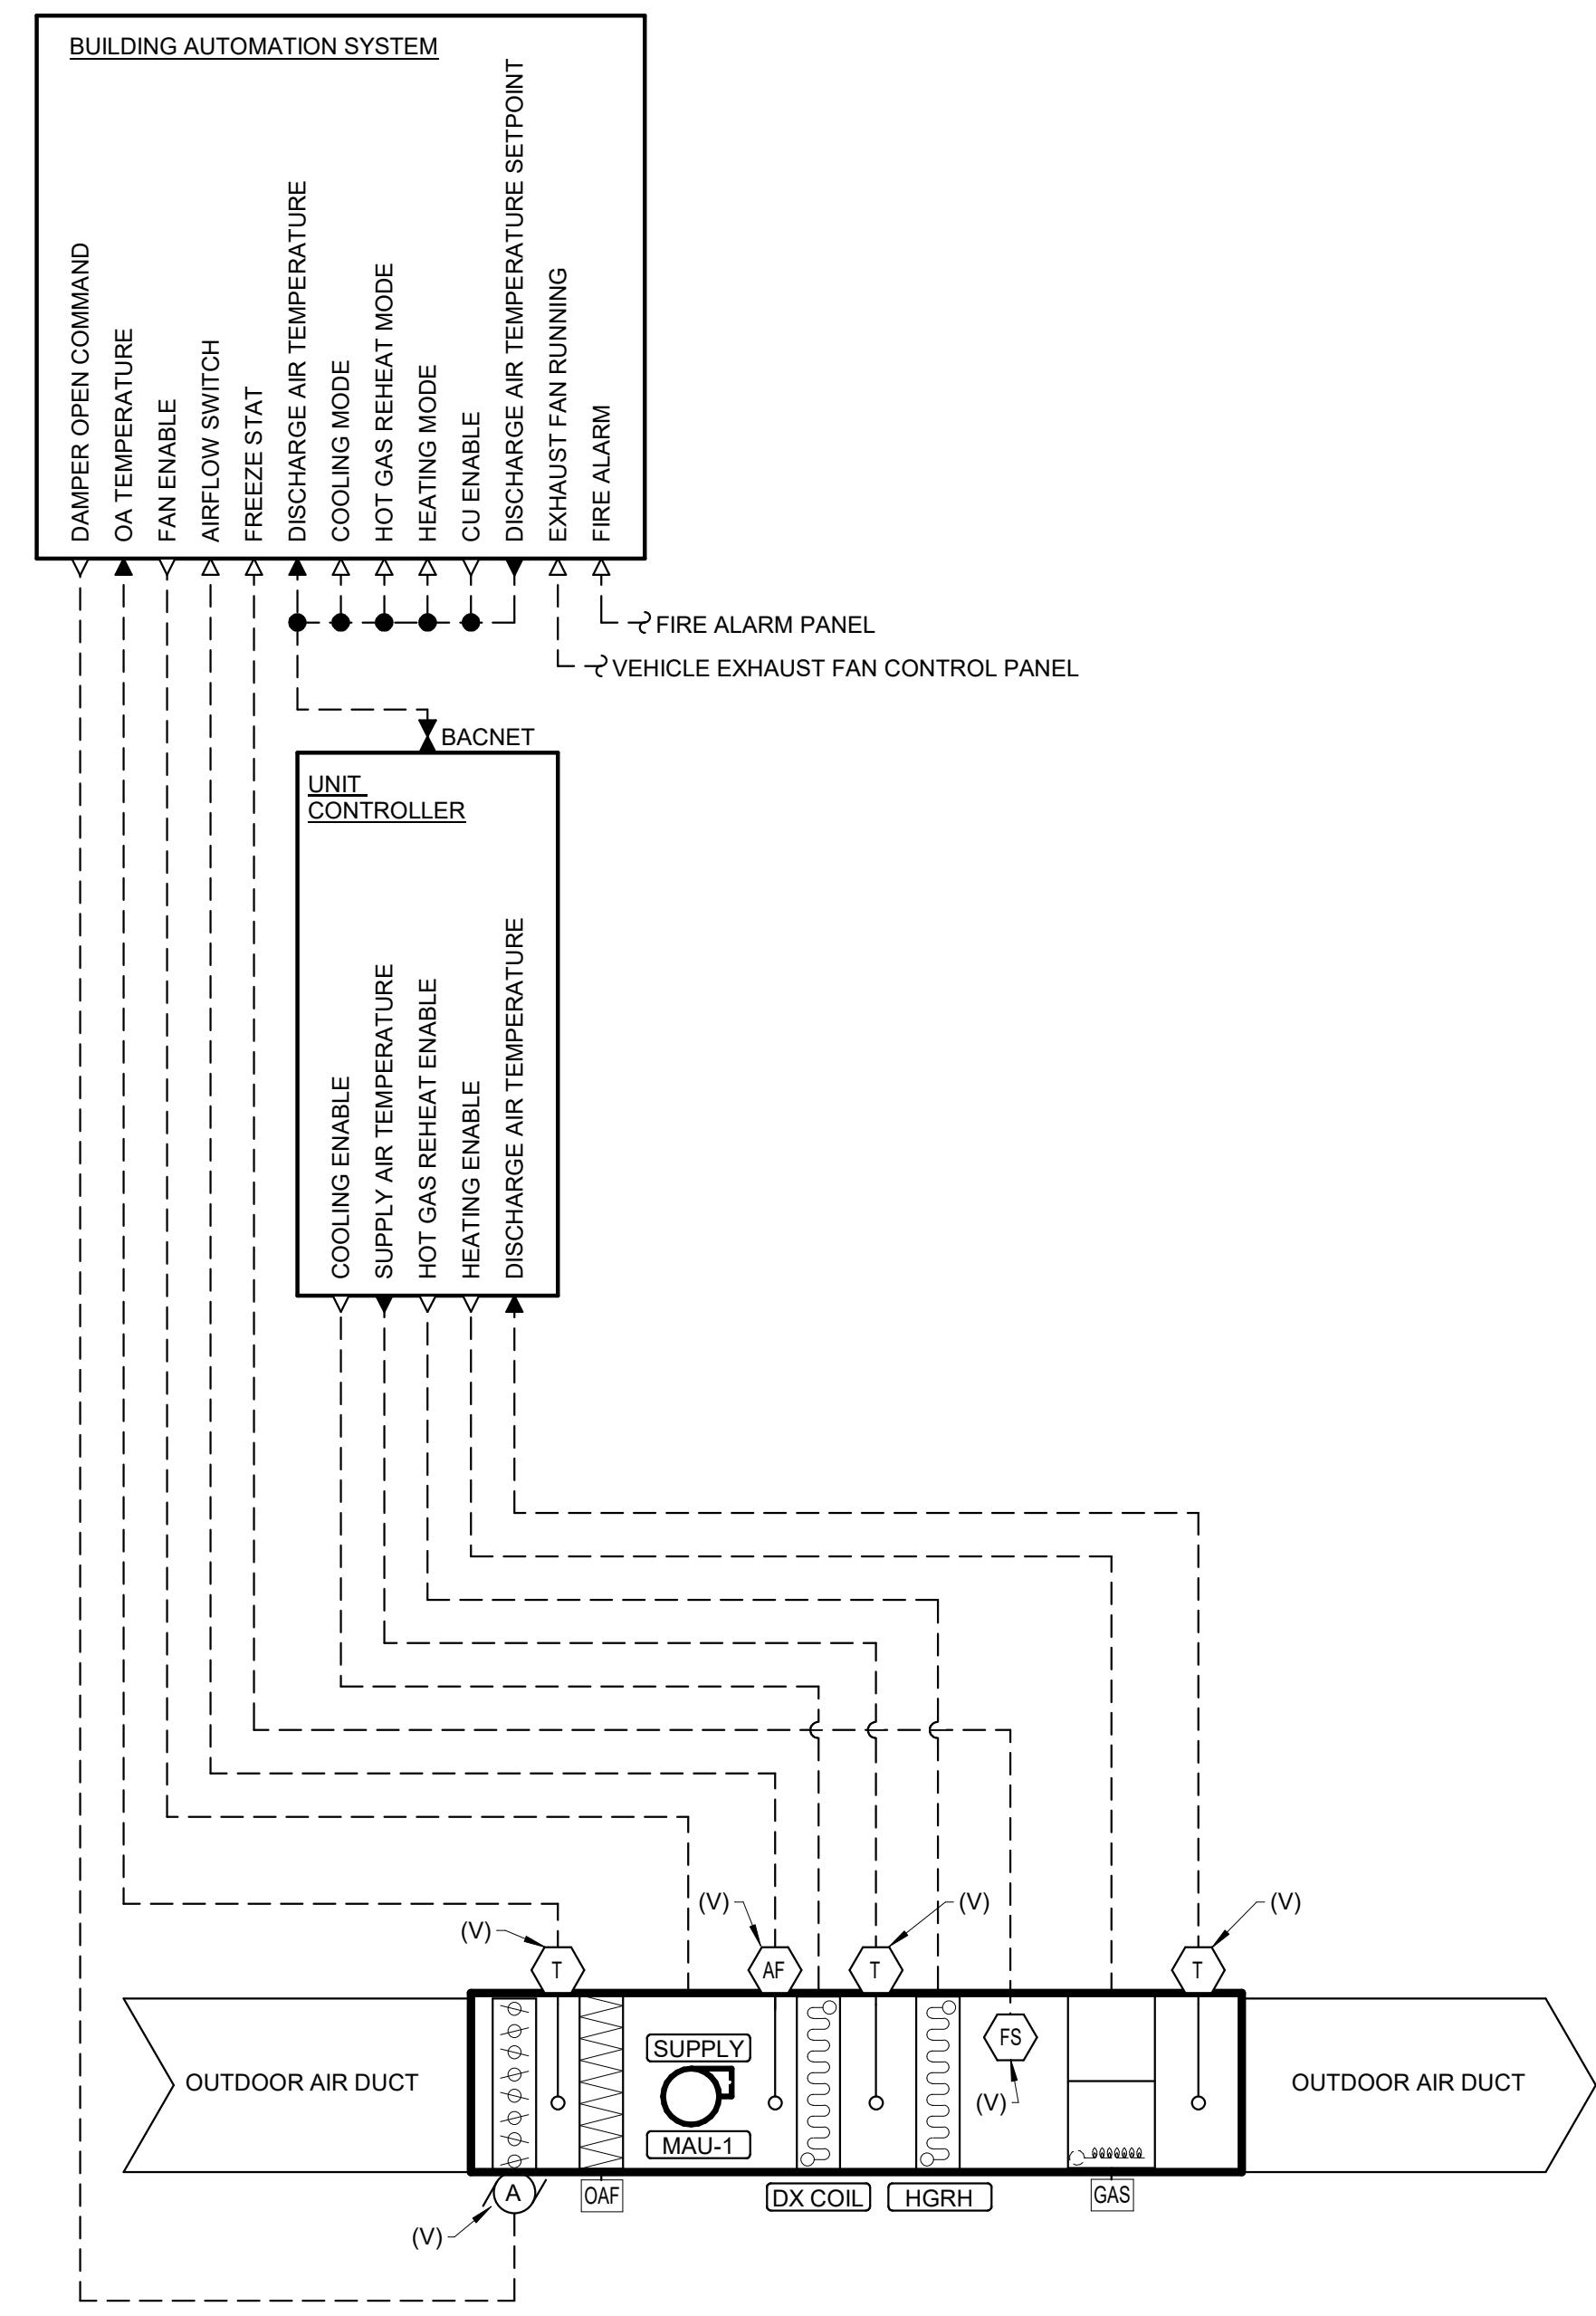 BUILDING AUTOMATION SYSTEM
DAMPER OPEN COMMAND
OA TEMPERATURE
FAN ENABLE
AIRFLOW SWITCH
FREEZE STAT
DISCHARGE AIR TEMPERATURE
COOLING MODE
HOT GAS REHEAT MODE
HEATING MODE
CU ENABLE
DISCHARGE AIR TEMPERATURE SETPOINT
EXHAUST FAN RUNNING
FIRE ALARM
FIRE ALARM PANEL
VEHICLE EXHAUST FAN CONTROL PANEL
BACNET
UNIT
CONTROLLER
COOLING ENABLE
SUPPLY AIR TEMPERATURE
HOT GAS REHEAT ENABLE
HEATING ENABLE
DISCHARGE AIR TEMPERATURE
(V)
(V)
(V)
(V)
T
AF
T
T
OUTDOOR AIR DUCT
SUPPLY
MAU-1
FS
(V)
OUTDOOR AIR DUCT
A
OAF
DX COIL
HGRH
GAS
(V)